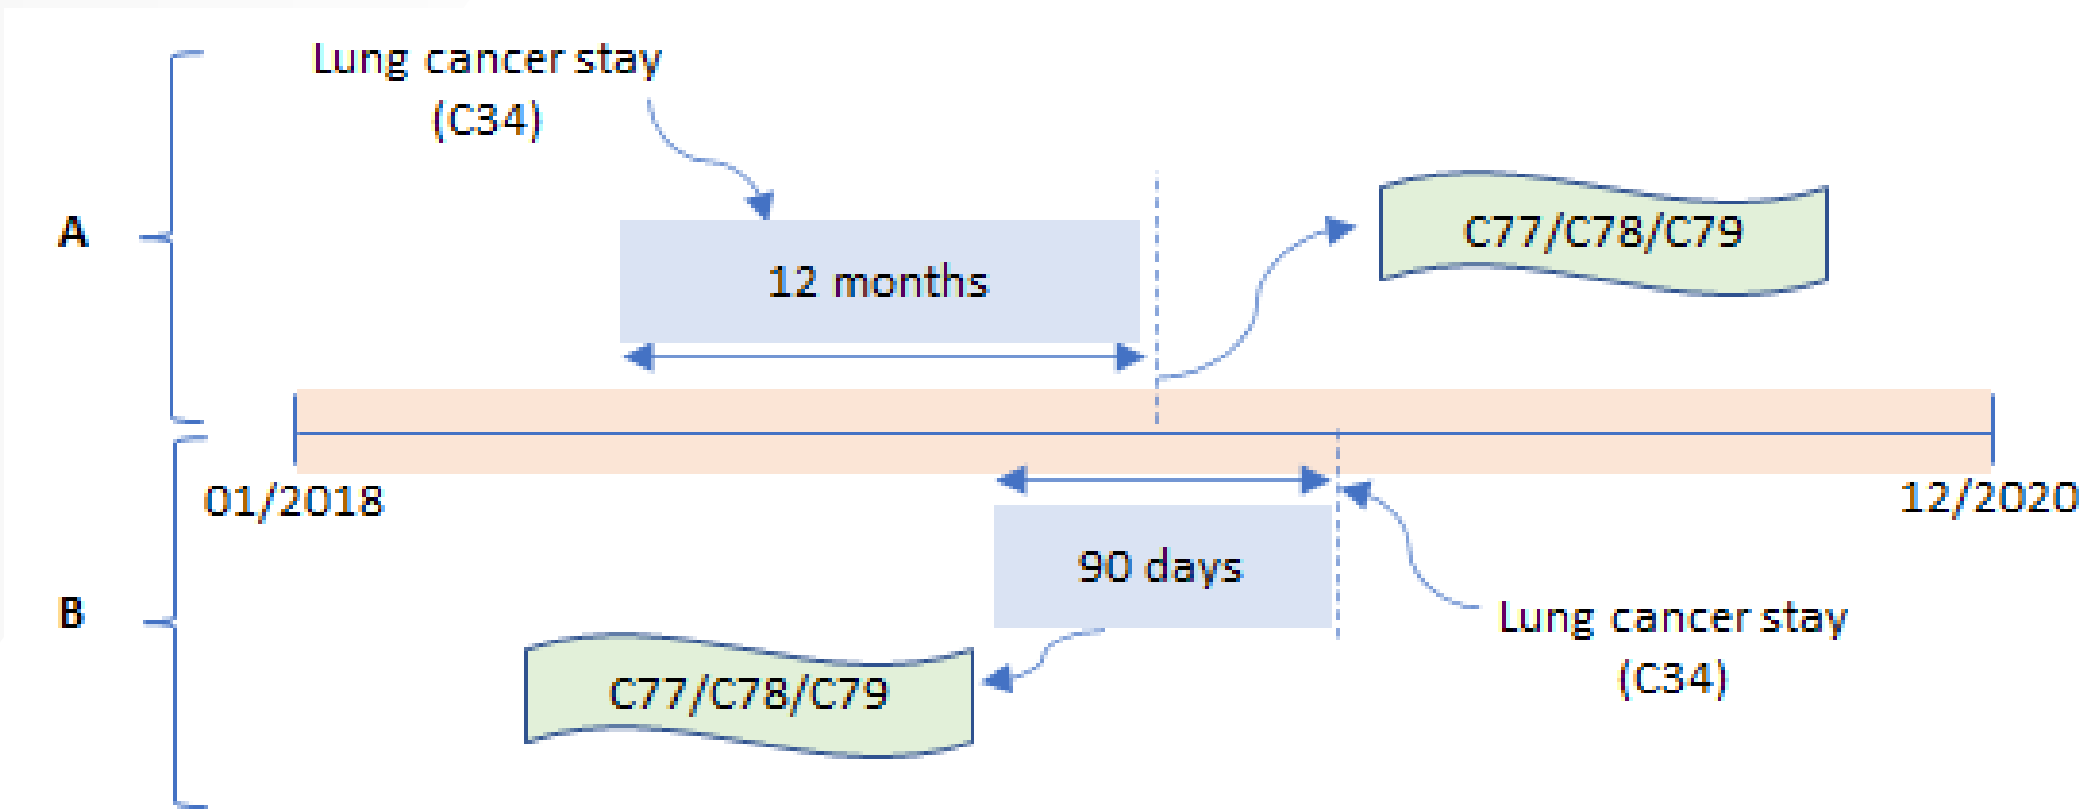 Lung cancer stay
(C34)
A
C77/C78/C79
12 months
01/2018
12/2020
90 days
B
Lung cancer stay
(C34)
C77/C78/C79